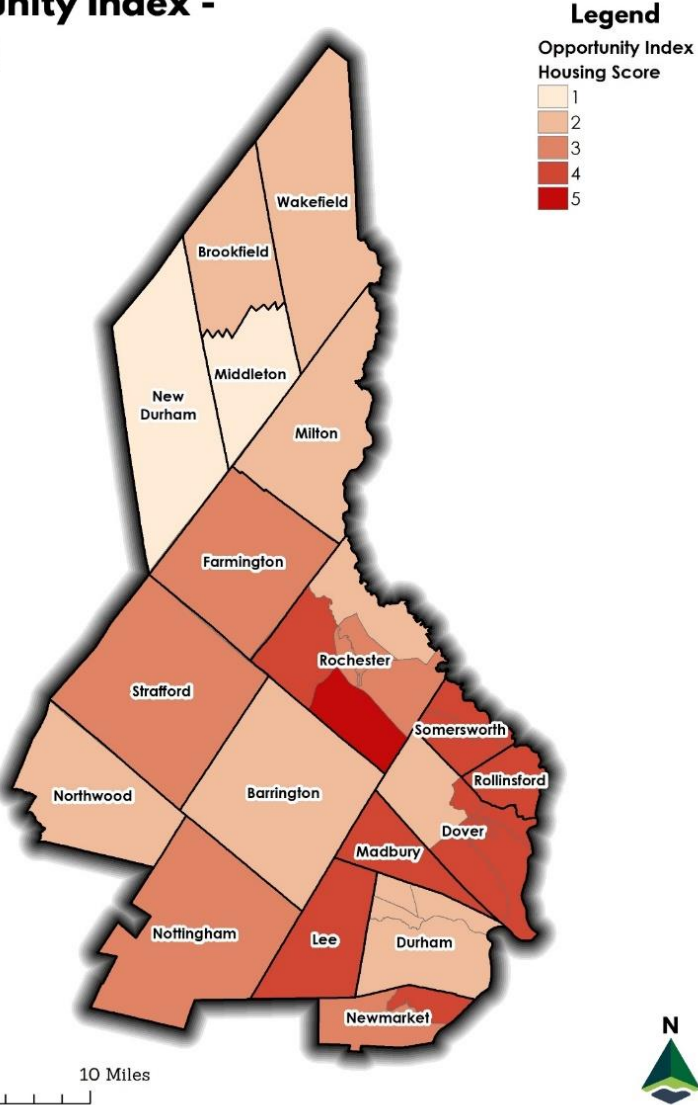 unity Index -
Legend
Opportunity Index
Housing Score
1
2
3
4
5
Wakefield
Brookfield
Middleton
New
Durham
Milton
Farmington
Rochester
Strafford
Somersworth
Rollinsford
Northwood
Barrington
Dover
Madbury
Nottingham
Lee
Durham
Newmarket
10 Miles
N